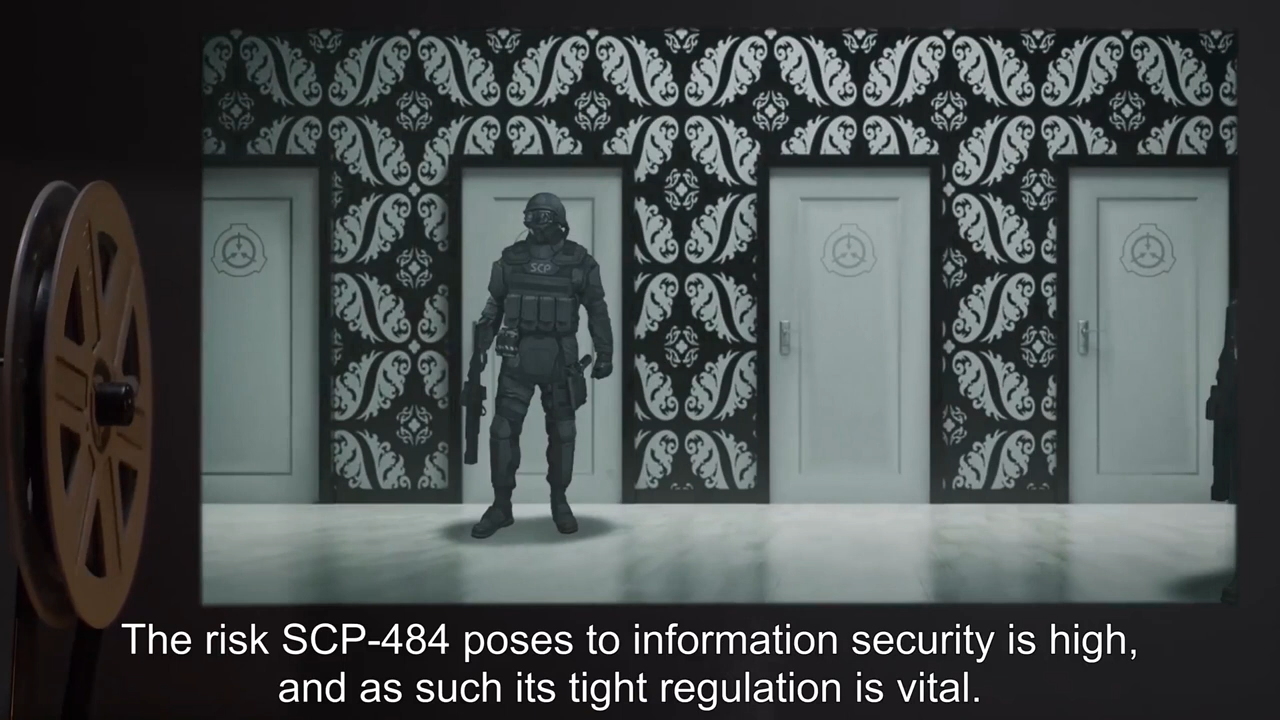 SCP
The risk SCP-484 poses to information security is high,
and as such its tight regulation is vital.